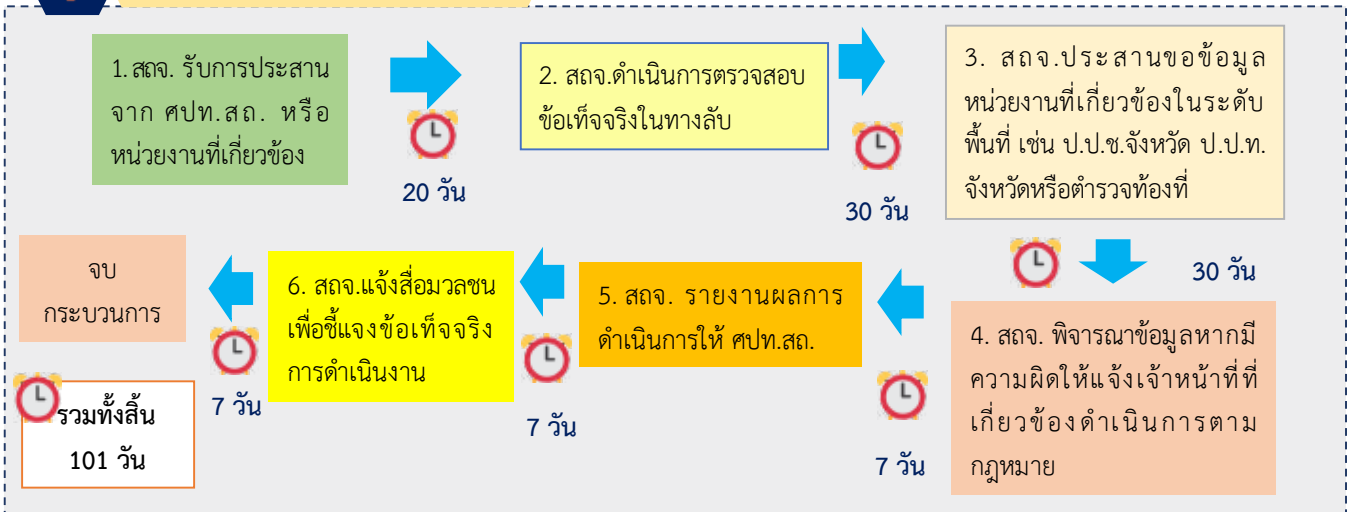 1. สถจ. รับการประสาน
จาก ศปท.สถ. หรือ
หน่วยงานที่เกี่ยวข้อง
20 วัน
2. สถจ.ดำเนินการตรวจสอบ
ข้อเท็จจริงในทางลับ
30 วัน
3. สถจ.ประสานขอข้อมูล
หน่วยงานที่เกี่ยวข้องในระดับ
พื้นที่ เช่น ป.ป.ช.จังหวัด ป.ป.ท.
จังหวัดหรือตำรวจท้องที่
30 วัน
4. สถจ. พิจารณาข้อมูลหากมี
ความผิดให้แจ้งเจ้าหน้าที่ที่
เกี่ยวข้องดำเนินการตาม
กฎหมาย
7 วัน
5. สถจ. รายงานผลการ
ดำเนินการให้ ศปท.สถ.
7 วัน
6. สถจ.แจ้งสื่อมวลชน
เพื่อชี้แจงข้อเท็จจริง
การดำเนินงาน
7 วัน
จบ
กระบวนการ
รวมทั้งสิ้น
101 วัน